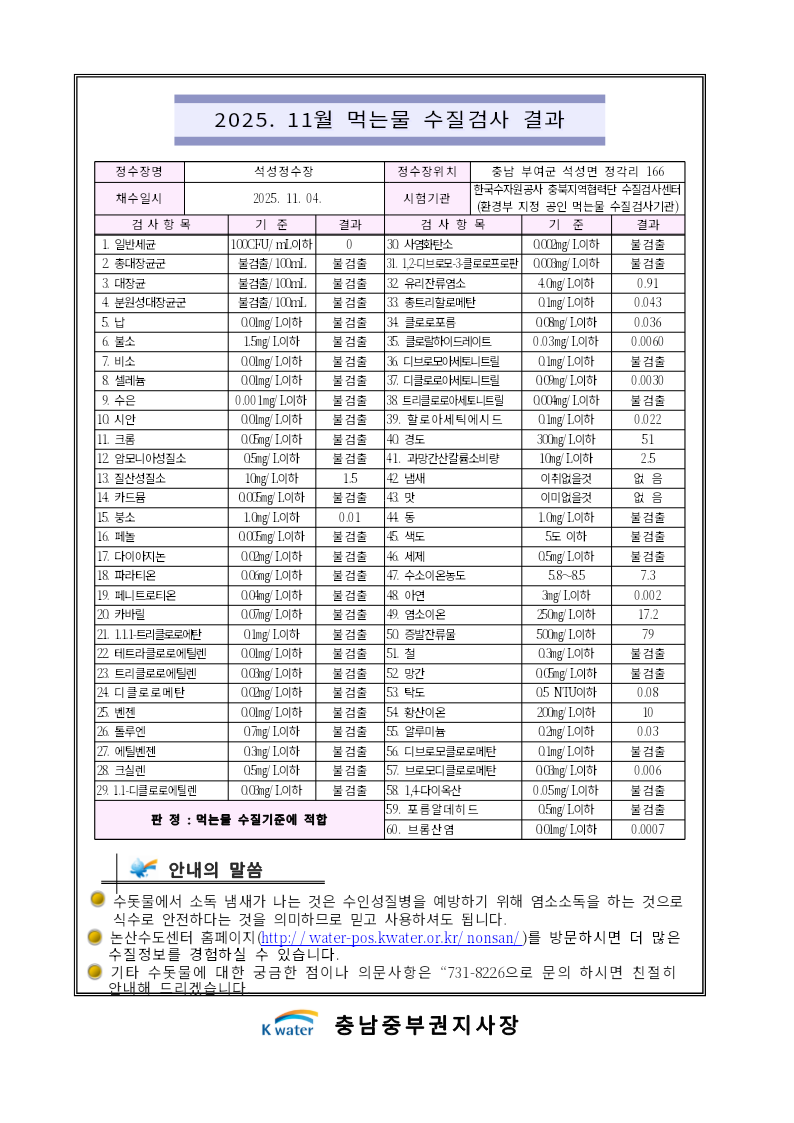 2025. 11월 먹는물 수질검사 결과
정수장명 석성정수장 정수장위치 충남 부여군 석성면 정각리 166
채수일시 2025. 11. 04. 시험기관 한국수자원공사 충북지역협력단 수질검사센터
(환경부 지정 공인 먹는물 수질검사기관)
검 사 항 목 기 준 결과 검 사 항 목 기 준 결과
1. 일반세균 100CFU/mL이하 0 30. 사염화탄소 0.002mg/L이하 불검출
2. 총대장균군 불검출/100mL 불검출 31. 1,2-디브로모-3-클로로프로판 0.003mg/L이하 불검출
3. 대장균 불검출/100mL 불검출 32. 유리잔류염소 4.0mg/L이하 0.91
4. 분원성대장균군 불검출/100mL 불검출 33. 총트리할로메탄 0.1mg/L이하 0.043
5. 납 0.01mg/L이하 불검출 34. 클로로포름 0.08mg/L이하 0.036
6. 불소 1.5mg/L이하 불검출 35. 클로랄하이드레이트 0.03mg/L이하 0.0060
7. 비소 0.01mg/L이하 불검출 36. 디브로모아세토니트릴 0.1mg/L이하 불검출
8. 셀레늄 0.01mg/L이하 불검출 37. 디클로로아세토니트릴 0.09mg/L이하 0.0030
9. 수은 0.001mg/L이하 불검출 38. 트리클로로아세토니트릴 0.004mg/L이하 불검출
10. 시안 0.01mg/L이하 불검출 39. 할로아세틱에시드 0.1mg/L이하 0.022
11. 크롬 0.05mg/L이하 불검출 40. 경도 300mg/L이하 51
12. 암모니아성질소 0.5mg/L이하 불검출 41. 과망간산칼륨소비량 10mg/L이하 2.5
13. 질산성질소 10mg/L이하 1.5 42. 냄새 이취없을것 없 음
14. 카드뮴 0.005mg/L이하 불검출 43. 맛 이미없을것 없 음
15. 붕소 1.0mg/L이하 0.01 44. 동 1.0mg/L이하 불검출
16. 페놀 0.005mg/L이하 불검출 45. 색도 5도 이하 불검출
17. 다이아지논 0.02mg/L이하 불검출 46. 세제 0.5mg/L이하 불검출
18. 파라티온 0.06mg/L이하 불검출 47. 수소이온농도 5.8~8.5 7.3
19. 페니트로티온 0.04mg/L이하 불검출 48. 아연 3mg/L이하 0.002
20. 카바릴 0.07mg/L이하 불검출 49. 염소이온 250mg/L이하 17.2
21. 1.1.1-트리클로로에탄 0.1mg/L이하 불검출 50. 증발잔류물 500mg/L이하 79
22. 테트라클로로에틸렌 0.01mg/L이하 불검출 51. 철 0.3mg/L이하 불검출
23. 트리클로로에틸렌 0.03mg/L이하 불검출 52. 망간 0.05mg/L이하 불검출
24. 디클로로메탄 0.02mg/L이하 불검출 53. 탁도 0.5 NTU이하 0.08
25. 벤젠 0.01mg/L이하 불검출 54. 황산이온 200mg/L이하 10
26. 톨루엔 0.7mg/L이하 불검출 55. 알루미늄 0.2mg/L이하 0.03
27. 에틸벤젠 0.3mg/L이하 불검출 56. 디브로모클로로메탄 0.1mg/L이하 불검출
28. 크실렌 0.5mg/L이하 불검출 57. 브로모디클로로메탄 0.03mg/L이하 0.006
29. 1.1-디클로로에틸렌 0.03mg/L이하 불검출 58. 1,4-다이옥산 0.05mg/L이하 불검출
판 정 : 먹는물 수질기준에 적합 59. 포름알데히드 0.5mg/L이하 불검출
60. 브롬산염 0.01mg/L이하 0.0007
안내의 말씀
수돗물에서 소독 냄새가 나는 것은 수인성질병을 예방하기 위해 염소소독을 하는 것으로
식수로 안전하다는 것을 의미하므로 믿고 사용하셔도 됩니다.
논산수도센터 홈페이지(http://water-pos.kwater.or.kr/nonsan/)를 방문하시면 더 많은
수질정보를 경험하실 수 있습니다.
기타 수돗물에 대한 궁금한 점이나 의문사항은 “731-8226으로 문의 하시면 친절히
안내해 드리겠습니다
K water 충남중부권지사장